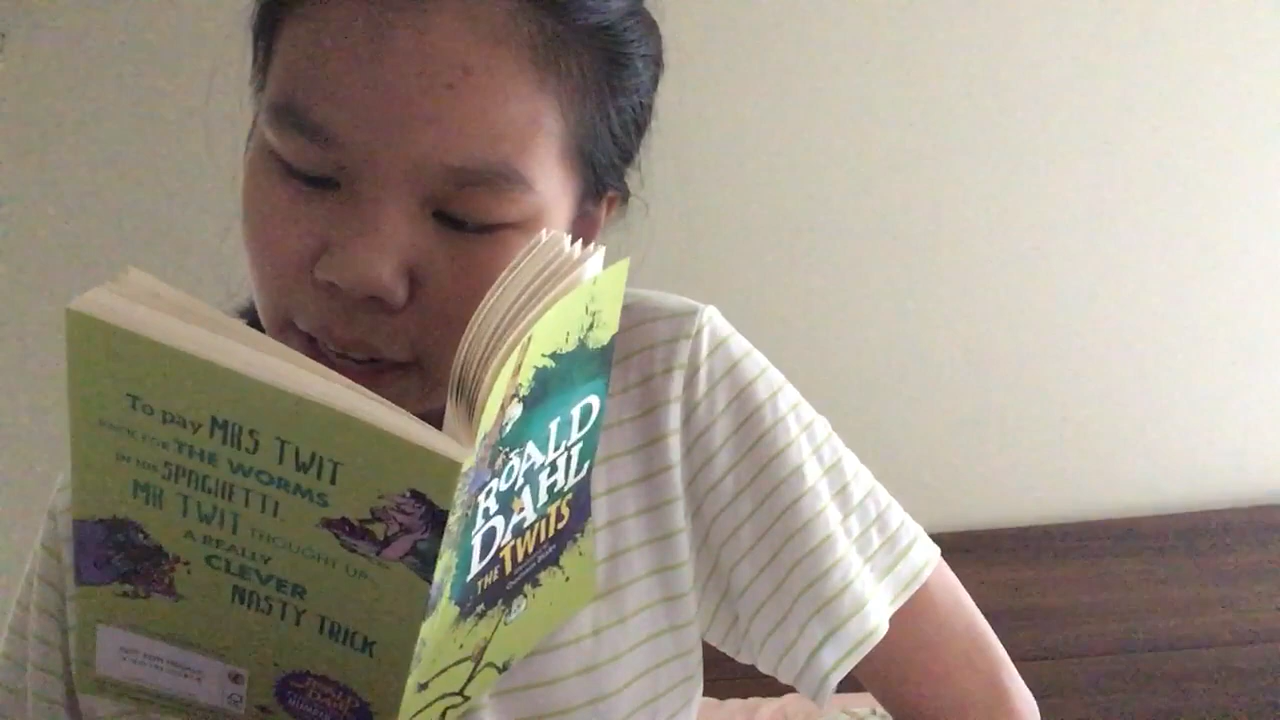 To pay MRS TWIT
BACK FOR THE WORMS
IN HIS SPAGHETTI,
MR TWIT THOUGHT UP
A REALLY
CLEVER
NASTY TRICK
ROALD
DAHL
THE TWITS